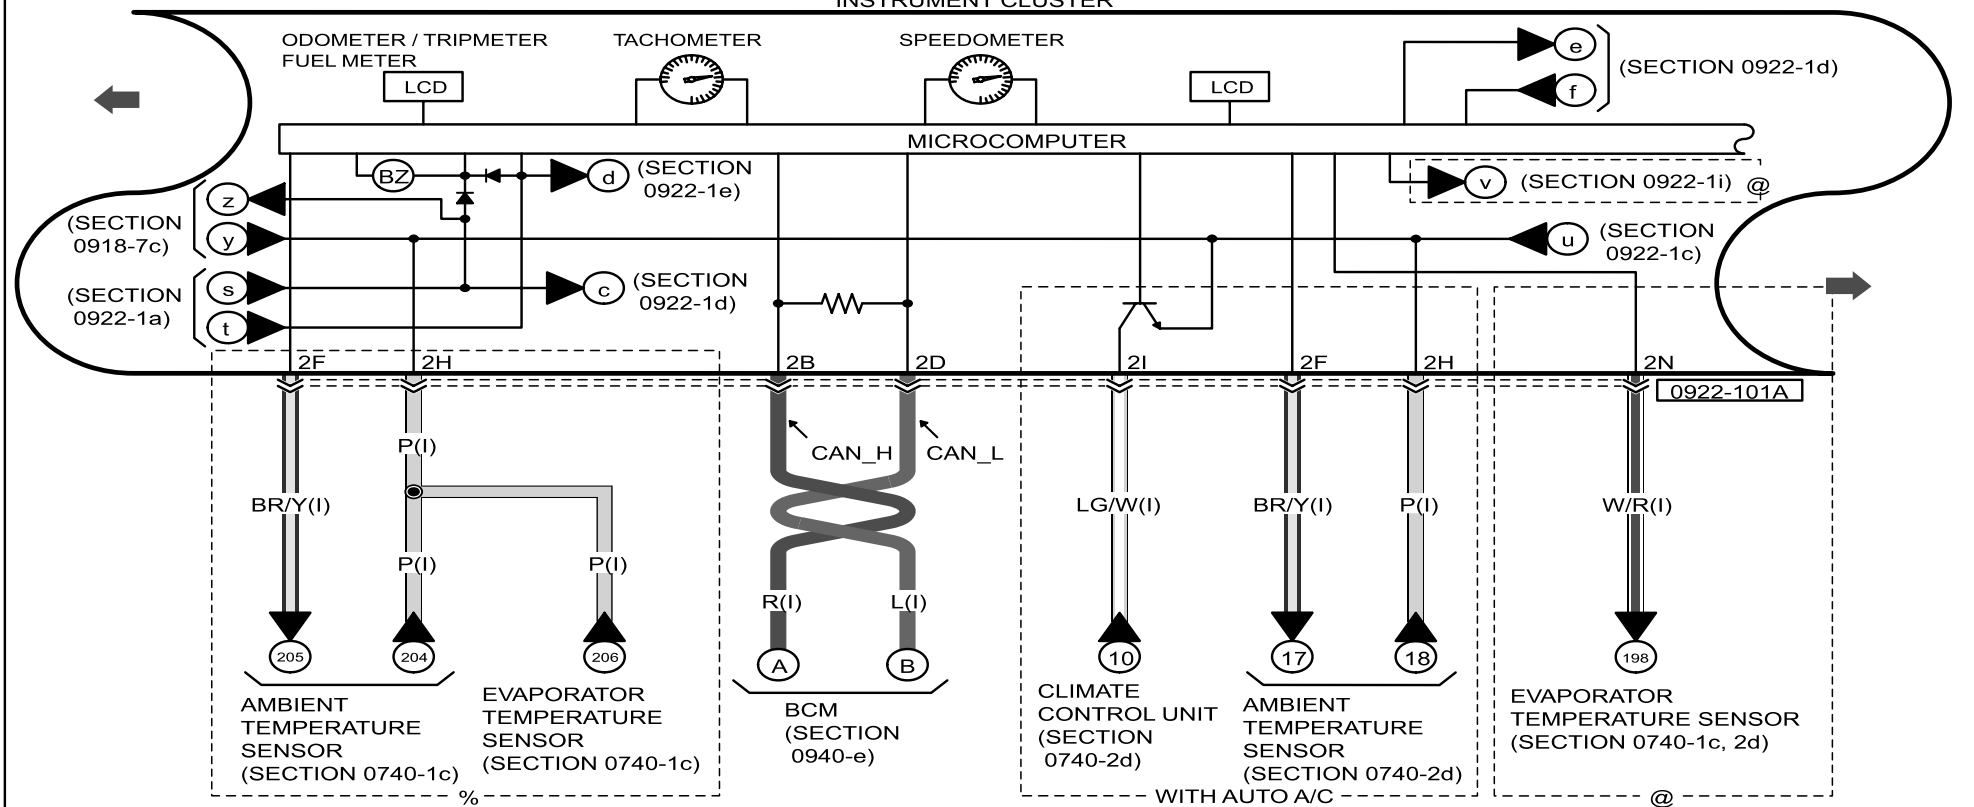 INSTRUMENT CLUSTER
ODOMETER / TRIPMETER
FUEL METER
LCD
TACHOMETER
SPEEDOMETER
LCD
e
f
(SECTION 0922-1d)
MICROCOMPUTER
BZ
d
(SECTION
0922-1e)
v
(SECTION 0922-1i)
@
z
y
(SECTION
0918-7c)
u
(SECTION
0922-1c)
s
t
(SECTION
0922-1a)
c
(SECTION
0922-1d)
2F
2H
2B
2D
2I
2F
2H
2N
0922-101A
P(I)
CAN_H
CAN_L
BR/Y(I)
LG/W(I)
BR/Y(I)
P(I)
W/R(I)
P(I)
P(I)
R(I)
L(I)
205
204
206
A
B
10
17
18
198
AMBIENT
TEMPERATURE
SENSOR
(SECTION 0740-1c)
EVAPORATOR
TEMPERATURE
SENSOR
(SECTION 0740-1c)
BCM
(SECTION
0940-e)
CLIMATE
CONTROL UNIT
(SECTION
0740-2d)
AMBIENT
TEMPERATURE
SENSOR
(SECTION 0740-2d)
EVAPORATOR
TEMPERATURE SENSOR
(SECTION 0740-1c, 2d)
%
WITH AUTO A/C
@